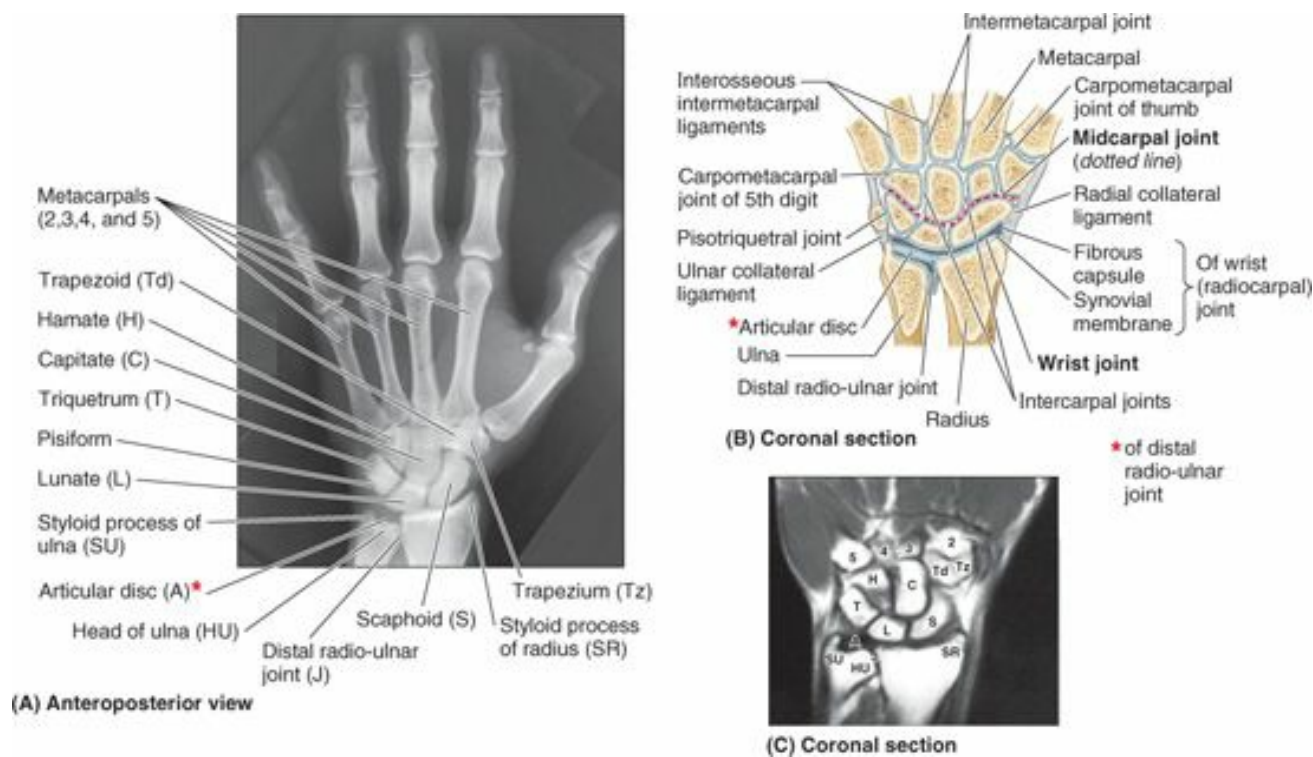 Metacarpals
(2,3,4, and 5)
Trapezoid (Td)
Hamate (H)
Capitate (C)
Triquetrum (T)
Pisiform
Lunate (L)
Styloid process of
ulna (SU)
Articular disc (A)*
Head of ulna (HU)
Distal radio-ulnar
joint (J)
Scaphoid (S)
Trapezium (Tz)
Styloid process
of radius (SR)
(A) Anteroposterior view
Intermetacarpal joint
Metacarpal
Interosseous
intermetacarpal
ligaments
Carpometacarpal
joint of thumb
Midcarpal joint
(dotted line)
Carpometacarpal
joint of 5th digit
Radial collateral
ligament
Pisotriquetral joint
Ulnar collateral
ligament
Fibrous
capsule
Synovial
membrane
Of wrist
(radiocarpal)
joint
*Articular disc
Ulna
Distal radio-ulnar joint
Radius
Wrist joint
Intercarpal joints
(B) Coronal section
* of distal
radio-ulnar
joint
5 4 3 2
H C Td Tz
T L S
SU HU SR
(C) Coronal section